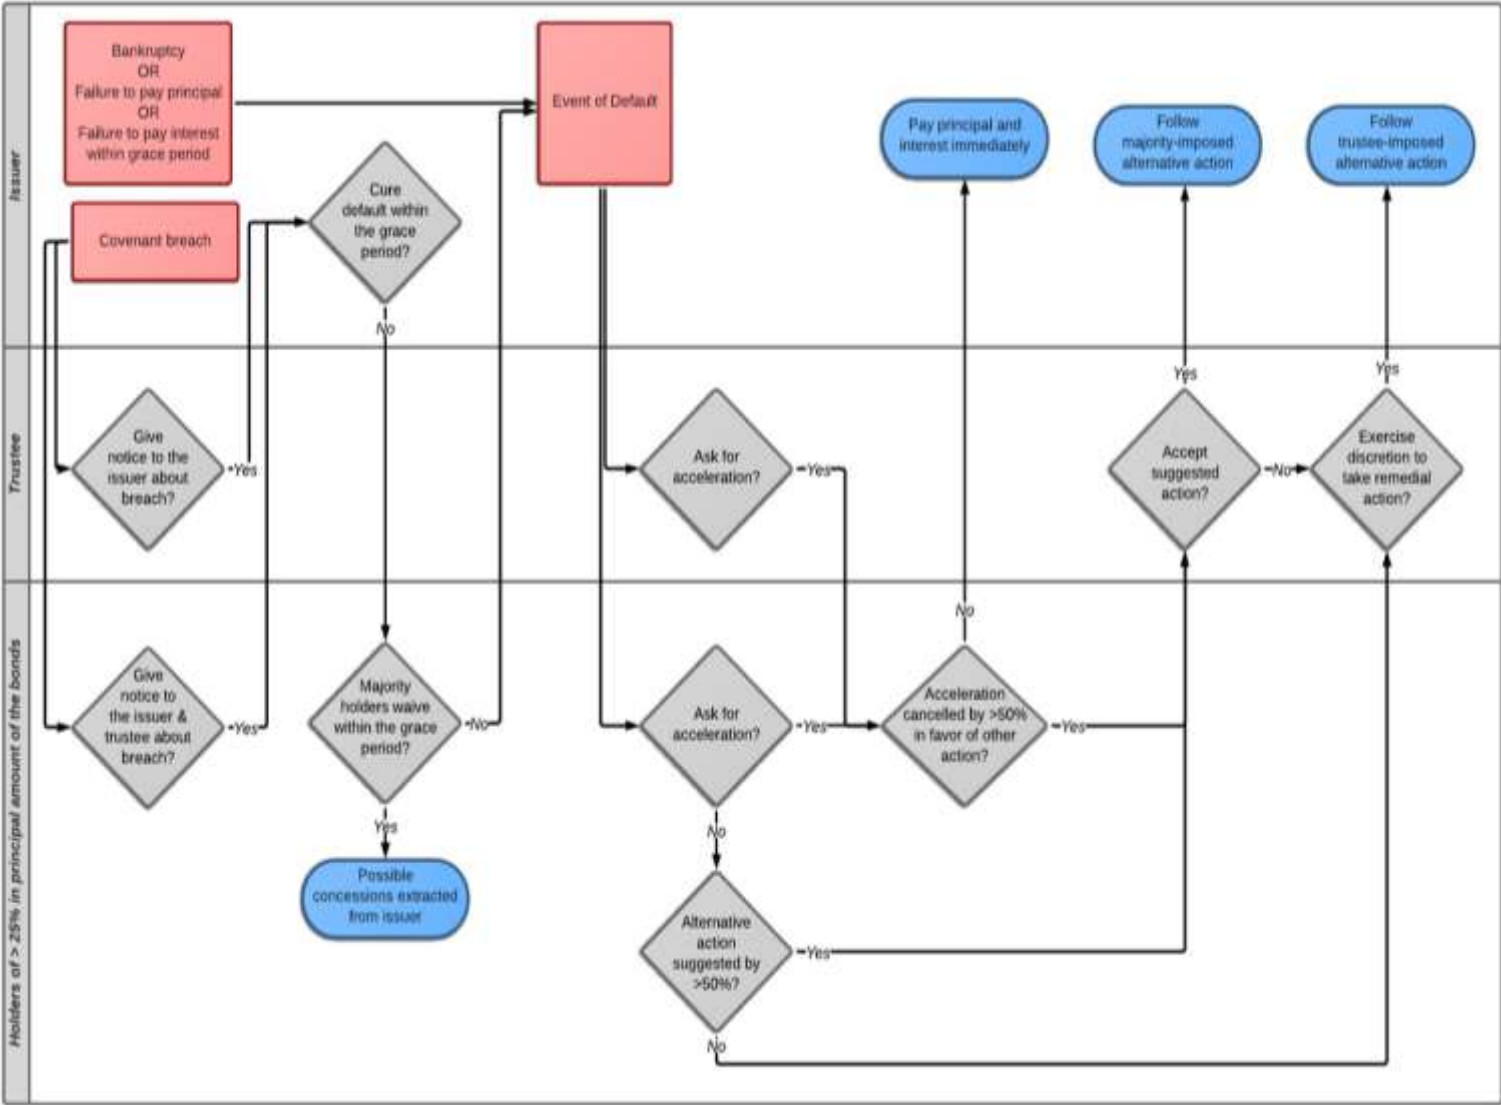 Issuer
Bankruptcy
OR
Failure to pay principal
OR
Failure to pay interest
within grace period
Event of Default
Pay principal and
interest immediately
Follow
majority-imposed
alternative action
Follow
trustee-imposed
alternative action
Covenant breach
Cure
default within
the grace
period?
No
Trustee
Give
notice to the
issuer about
breach?
Yes
Ask for
acceleration?
Yes
Yes
Accept
suggested
action?
No
Yes
Exercise
discretion to
take remedial
action?
Holders of > 25% in principal amount of the bonds
Give
notice to
the issuer &
trustee about
breach?
Yes
Majority
holders waive
within the grace
period?
No
Yes
Possible
concessions extracted
from issuer
Ask for
acceleration?
Yes
No
No
Acceleration
cancelled by >50%
in favor of other
action?
Yes
Alternative
action
suggested by
>50%?
Yes
No